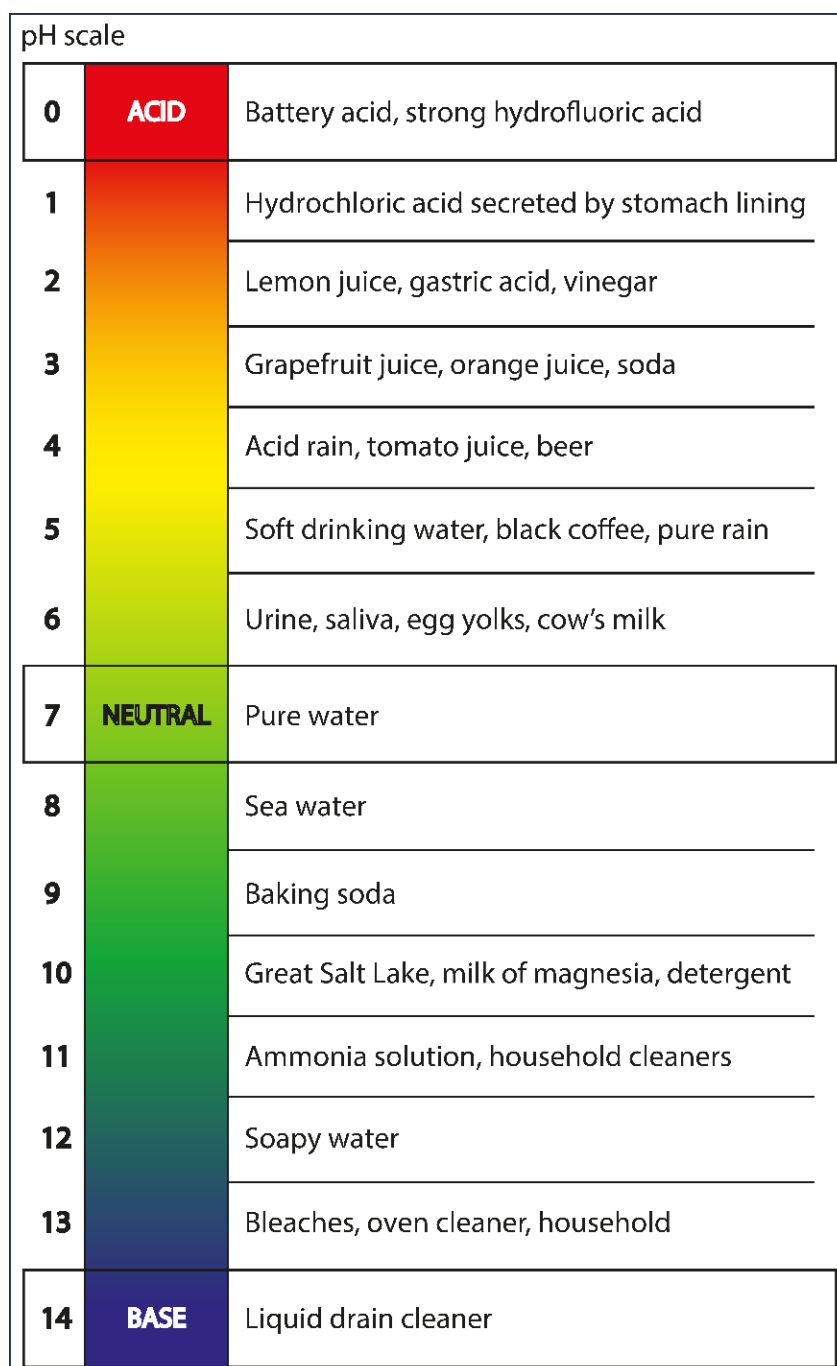 pH scale
0 ACID Battery acid, strong hydrofluoric acid
1 Hydrochloric acid secreted by stomach lining
2 Lemon juice, gastric acid, vinegar
3 Grapefruit juice, orange juice, soda
4 Acid rain, tomato juice, beer
5 Soft drinking water, black coffee, pure rain
6 Urine, saliva, egg yolks, cow’s milk
7 NEUTRAL Pure water
8 Sea water
9 Baking soda
10 Great Salt Lake, milk of magnesia, detergent
11 Ammonia solution, household cleaners
12 Soapy water
13 Bleaches, oven cleaner, household
14 BASE Liquid drain cleaner